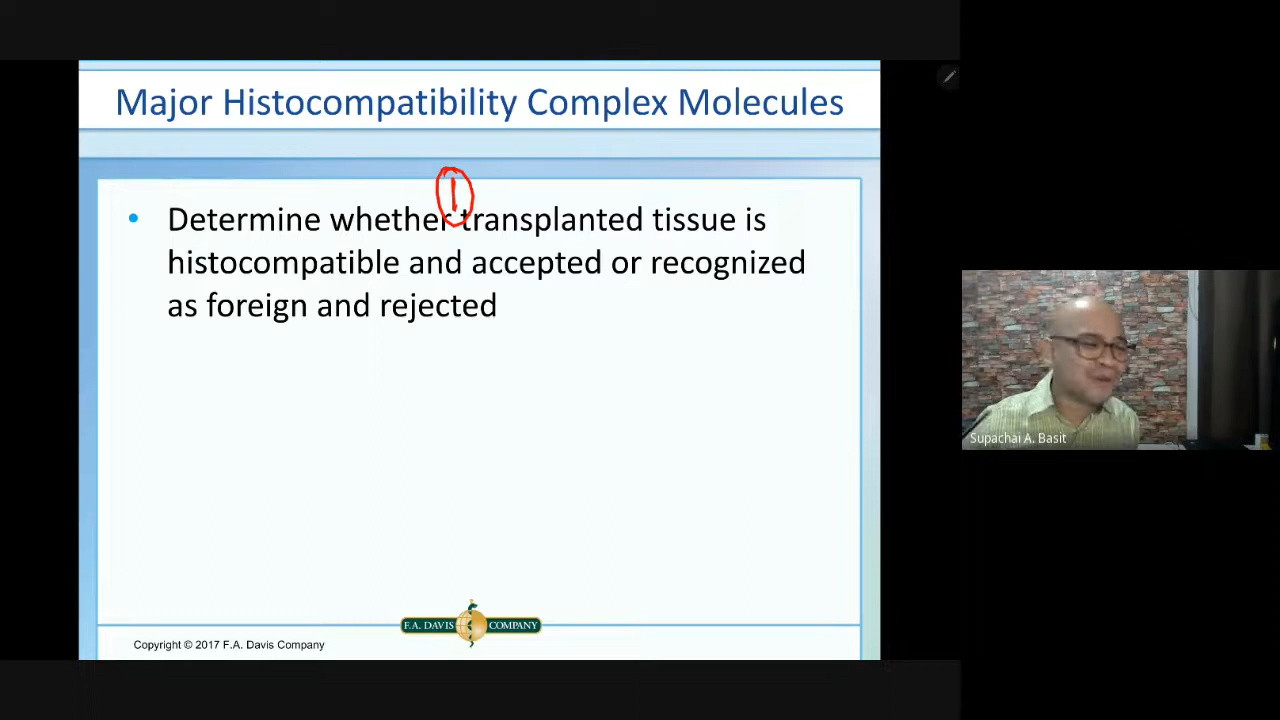 Major Histocompatibility Complex Molecules
1
• Determine whether transplanted tissue is
histocompatible and accepted or recognized
as foreign and rejected
F.A. DAVIS COMPANY
Copyright © 2017 F.A. Davis Company
Supachai A. Basit